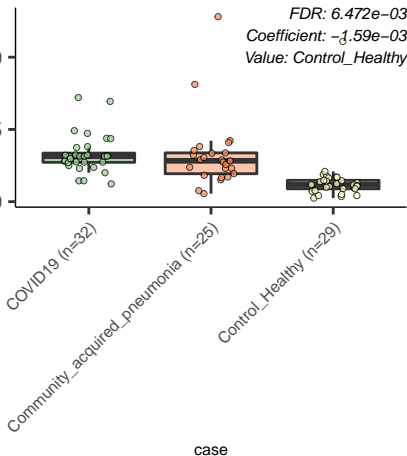 FDR: 6.472e−03
Coefficient: −1.59e−03
Value: Control_Healthy
COVID19 (n=32)
Community_acquired_pneumonia (n=25)
Control_Healthy (n=29)
case